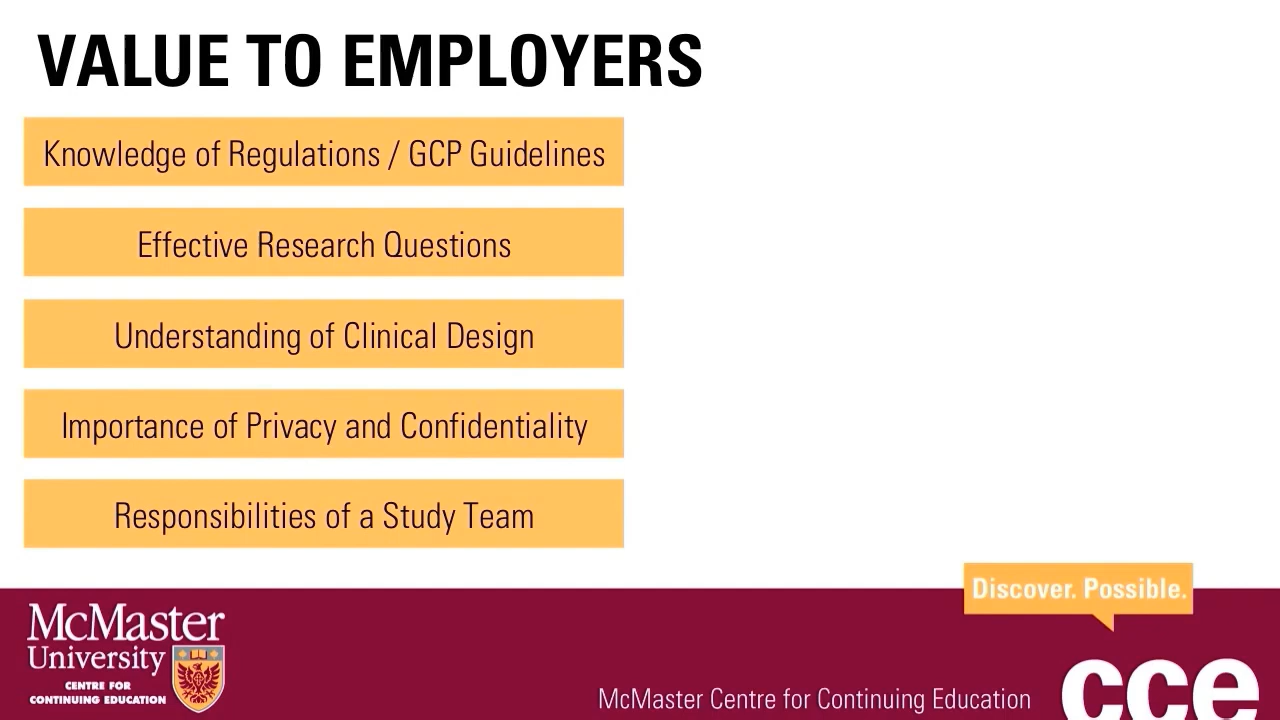 VALUE TO EMPLOYERS
Knowledge of Regulations / GCP Guidelines
Effective Research Questions
Understanding of Clinical Design
Importance of Privacy and Confidentiality
Responsibilities of a Study Team
Discover. Possible.
McMaster
University
CENTRE FOR
CONTINUING EDUCATION
McMaster Centre for Continuing Education
cce